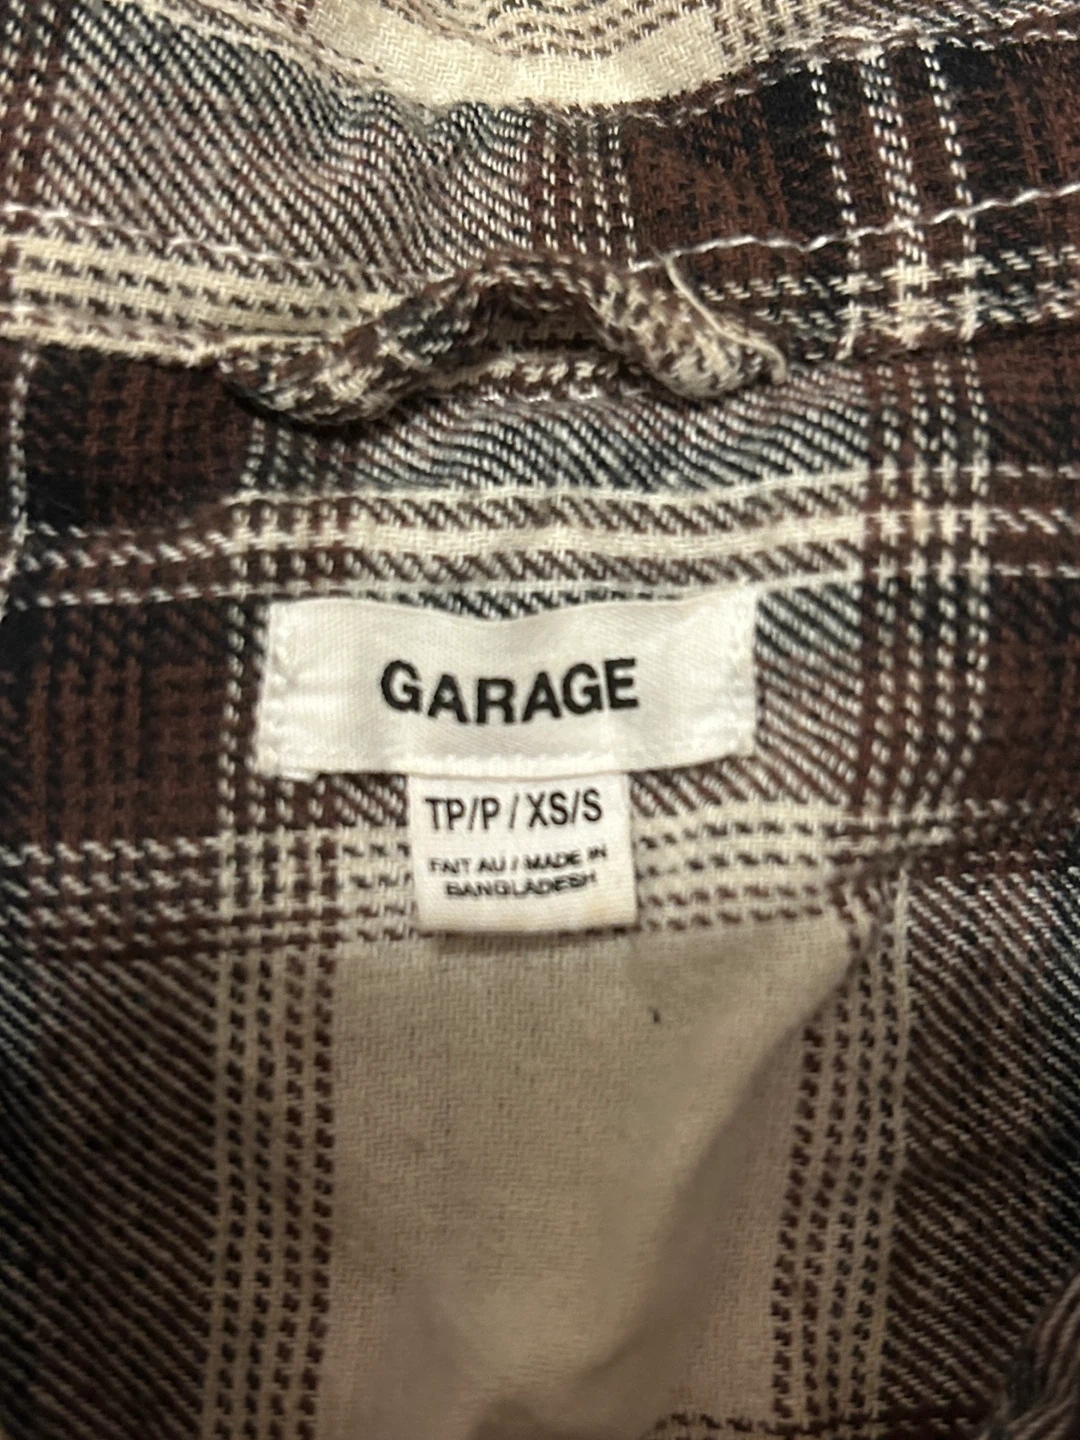 GARAGE
TP/P / XS/S
FAIT AU / MADE IN
BANGLADESH